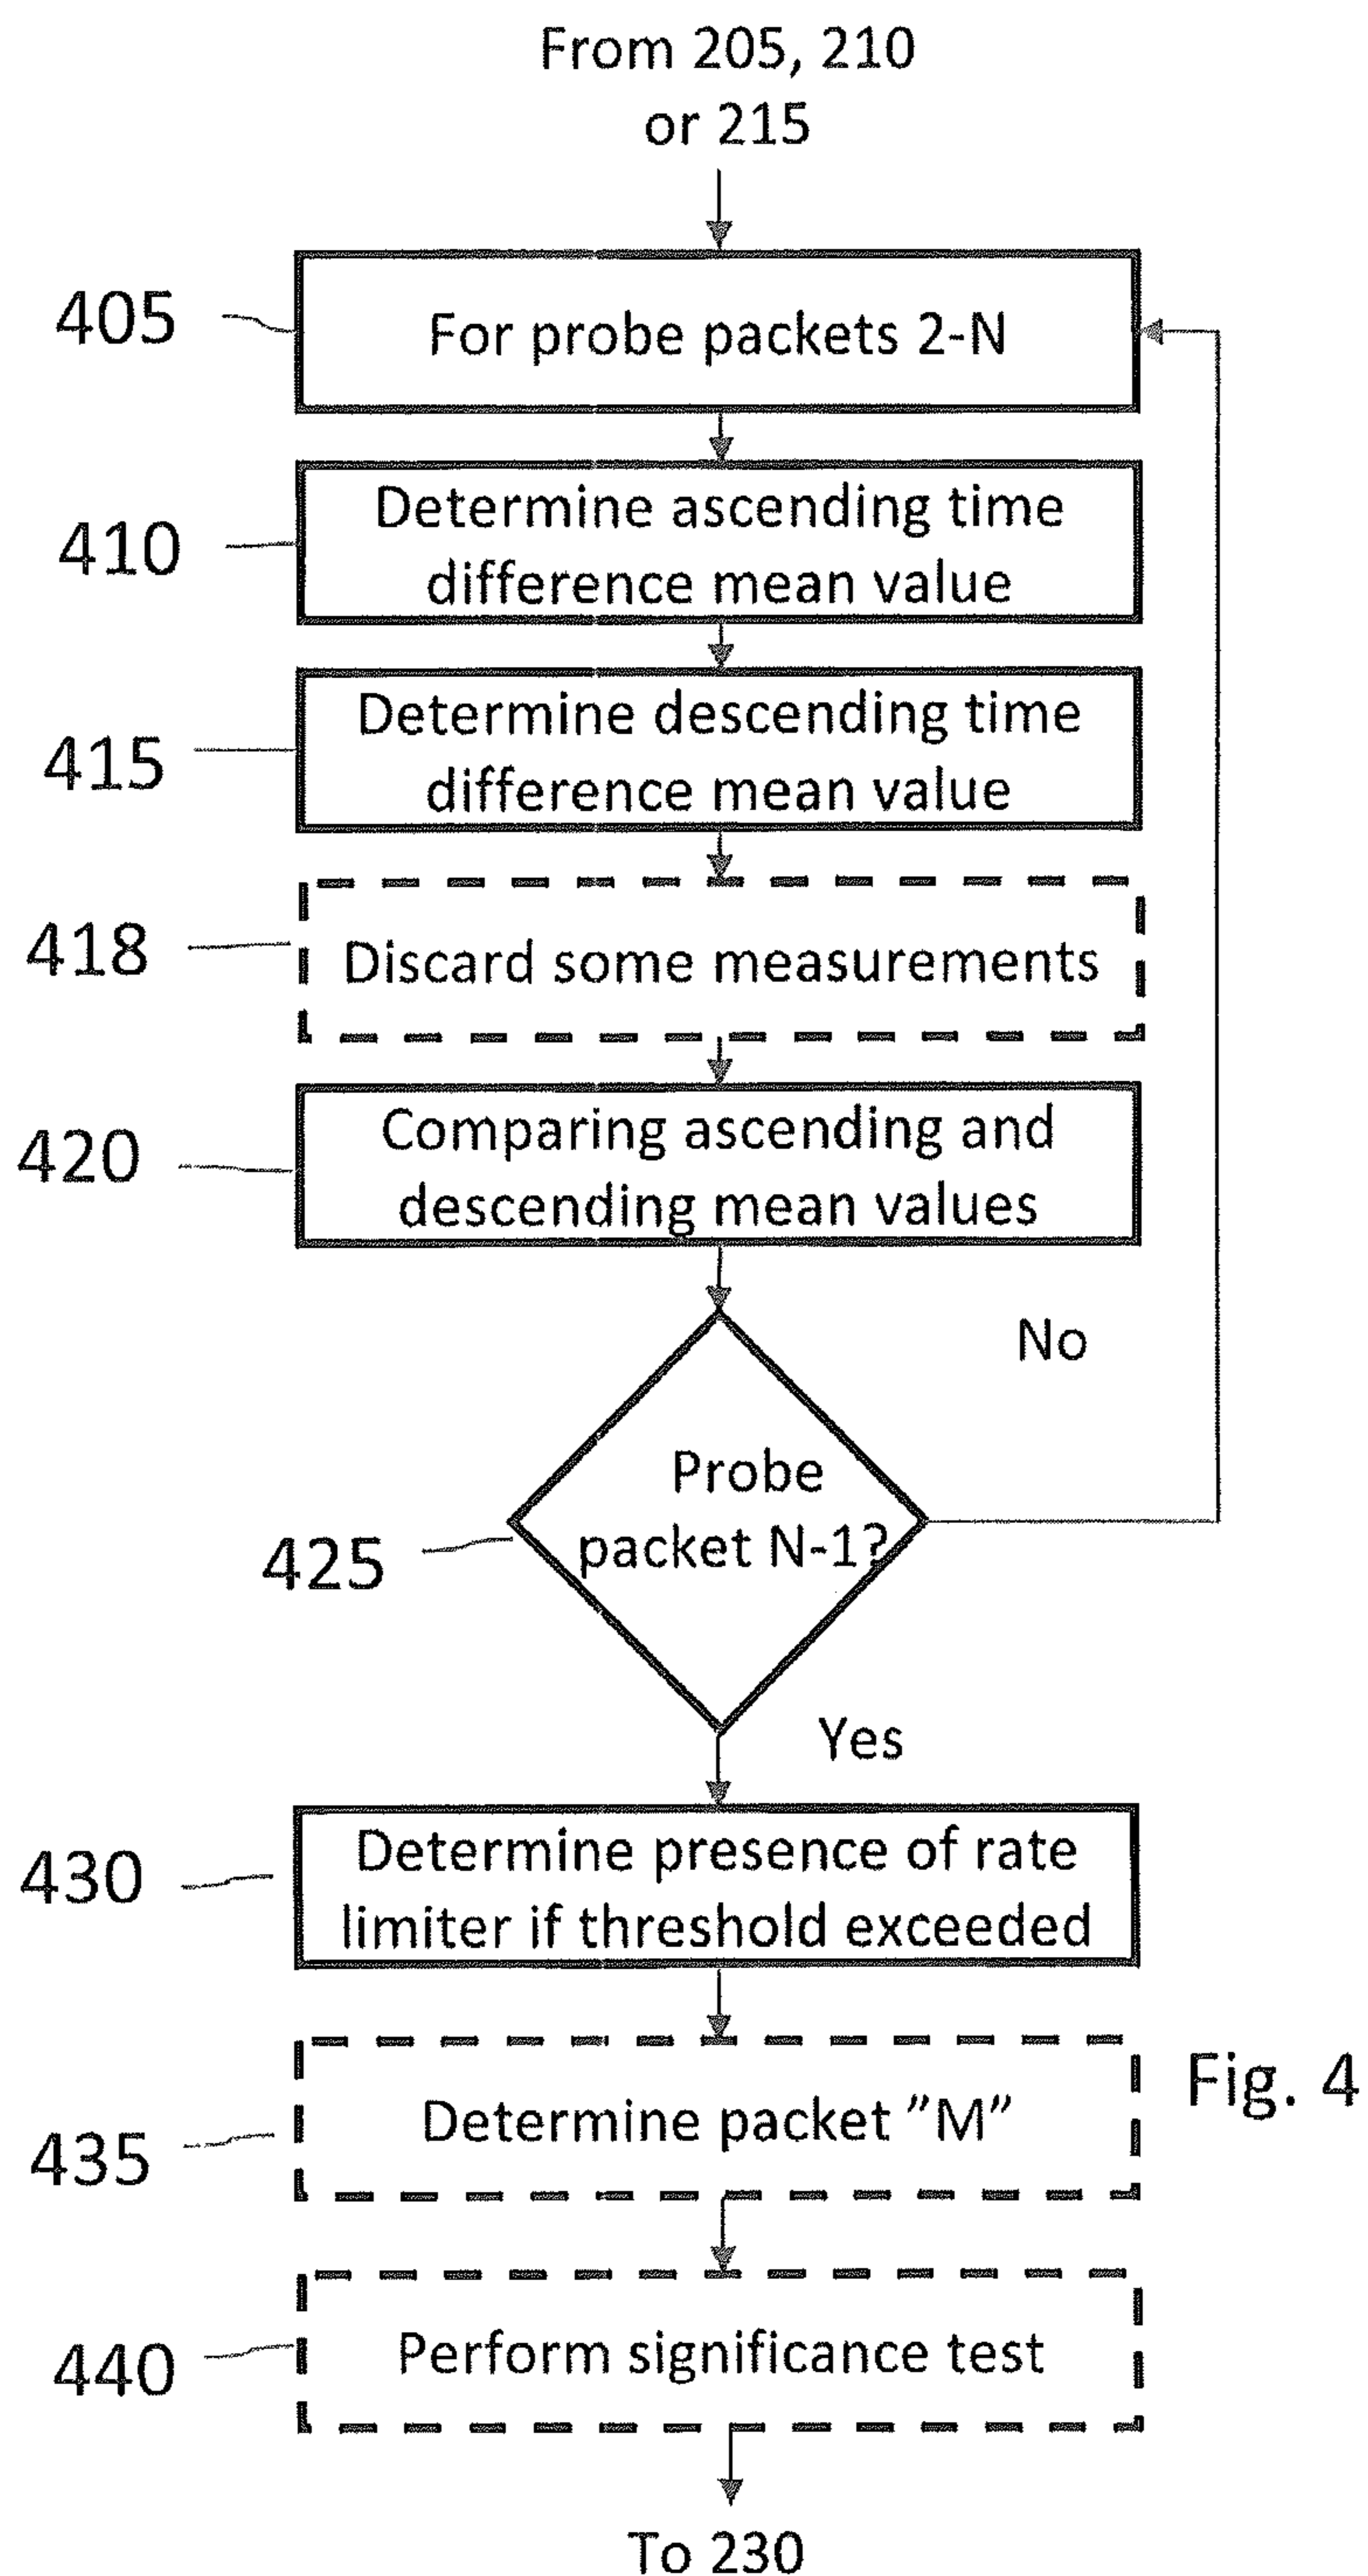 From 205, 210
or 215
405
For probe packets 2-N
410
Determine ascending time
difference mean value
415
Determine descending time
difference mean value
418
Discard some measurements
420
Comparing ascending and
descending mean values
No
425
Probe
packet N-1?
Yes
430
Determine presence of rate
limiter if threshold exceeded
435
Determine packet ”M”
Fig. 4
440
Perform significance test
To 230